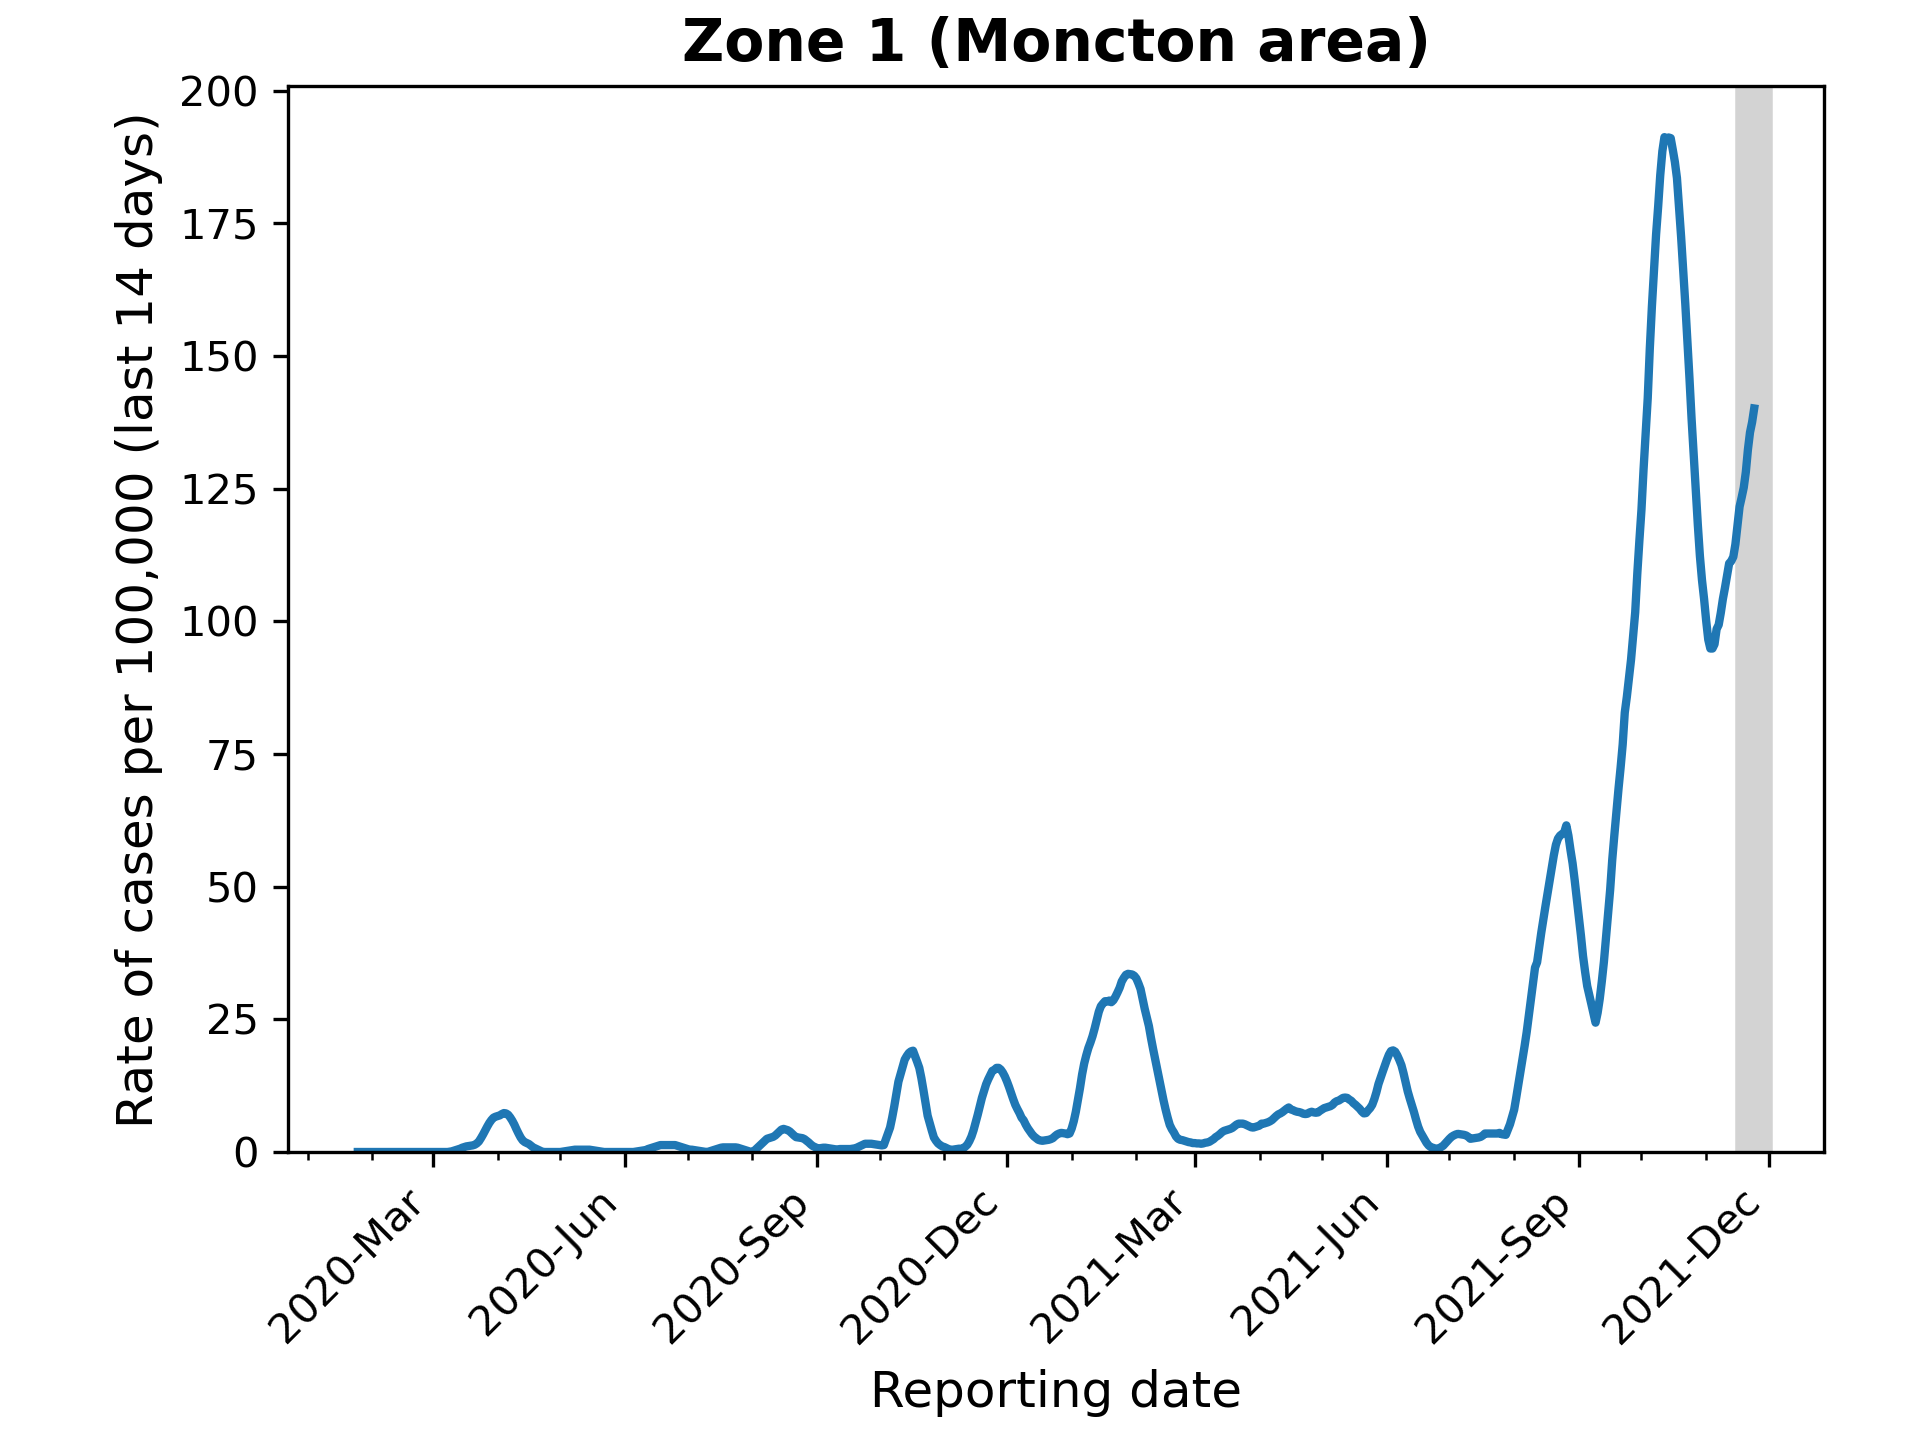 Zone 1 (Moncton area)
Rate of cases per 100,000 (last 14 days)
200
175
150
125
100
75
50
25
0
2020-Mar
2020-Jun
2020-Sep
2020-Dec
2021-Mar
2021-Jun
2021-Sep
2021-Dec
Reporting date